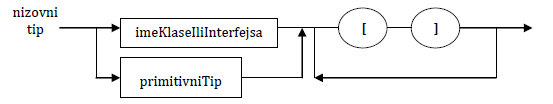 nizovni
tip
imeKlaseIliInterfejsa
[
]
primitivniTip